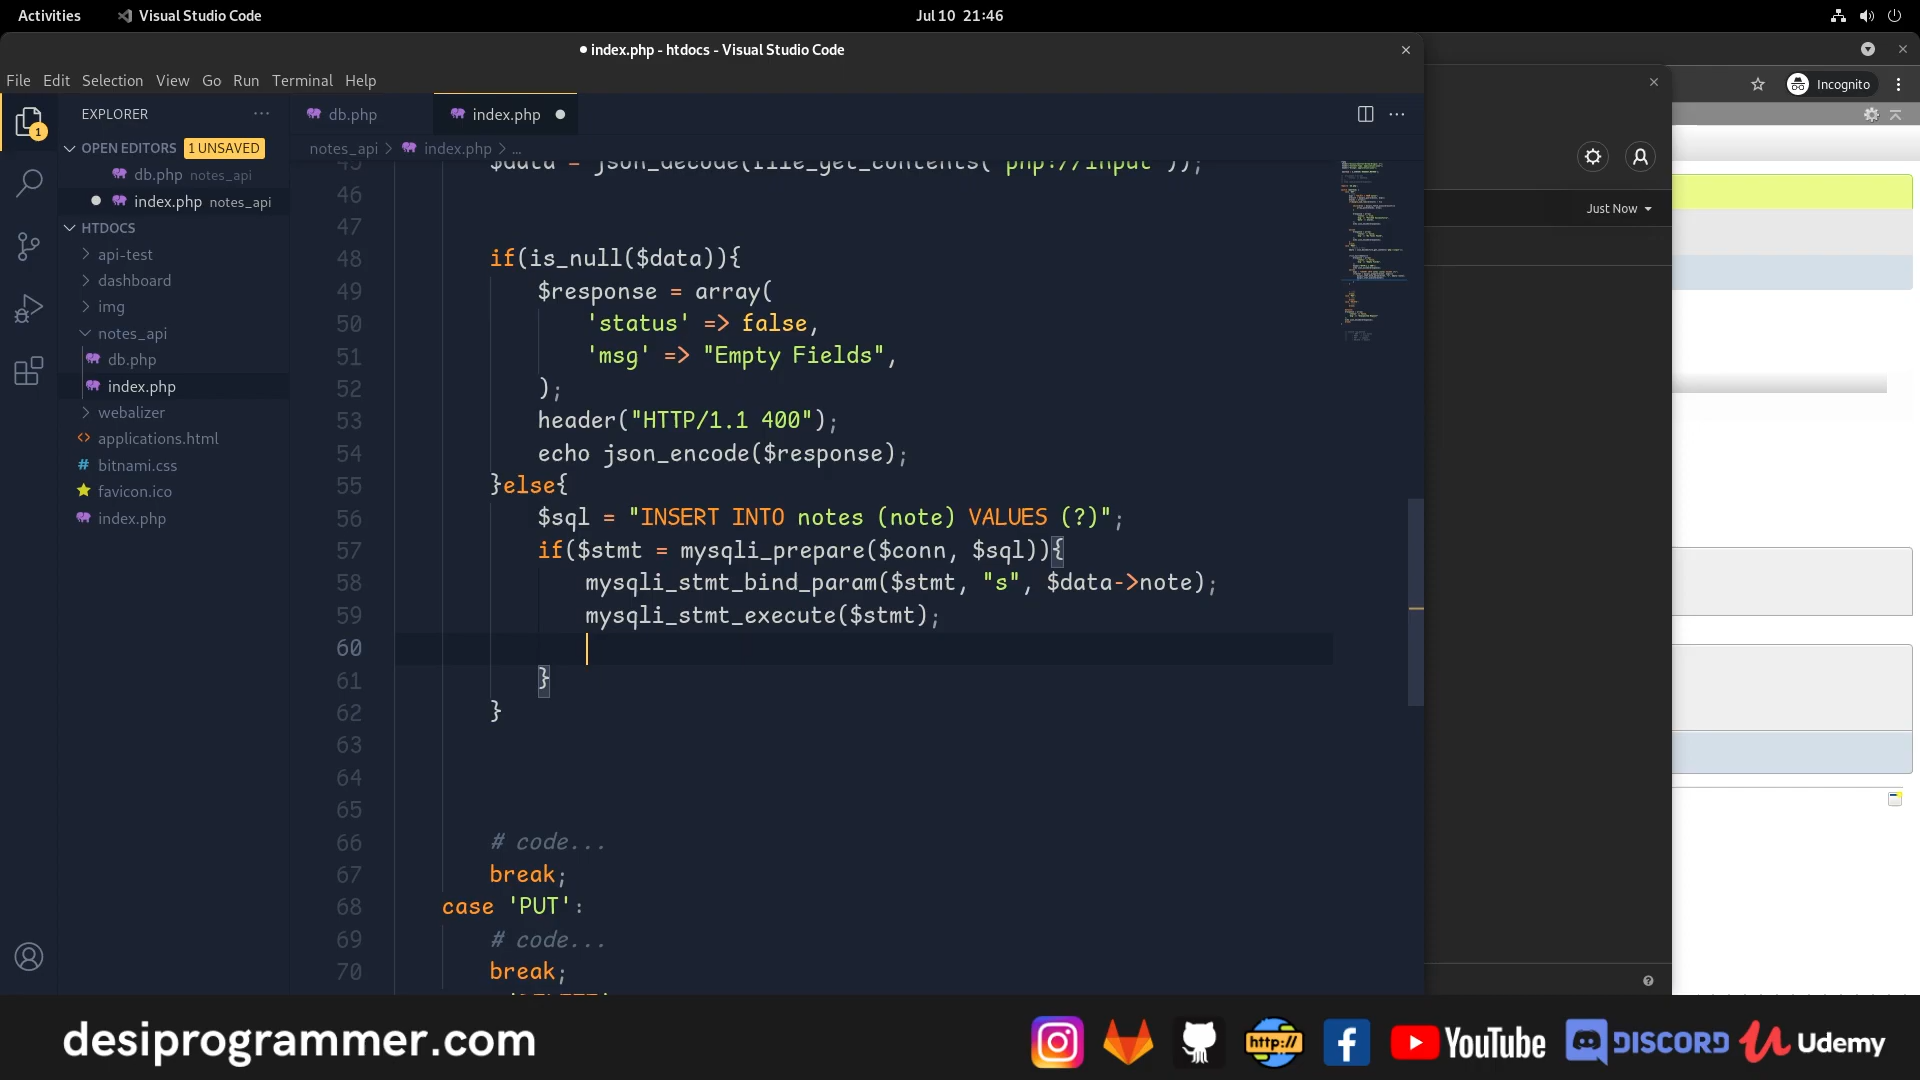 Activities
Visual Studio Code
Jul 10 21:46
index.php - htdocs - Visual Studio Code
File Edit Selection View Go Run Terminal Help
Incognito
EXPLORER
db.php
index.php
1
OPEN EDITORS 1 UNSAVED
notes_api > index.php > ...
db.php notes_api
index.php notes_api
HTDOCS
api-test
dashboard
img
notes_api
db.php
index.php
webalizer
applications.html
bitnami.css
favicon.ico
index.php
Just Now
45 $data = json_decode(file_get_contents('php://input'));
46
47
48 if(is_null($data)){
49 $response = array(
50 'status' => false,
51 'msg' => "Empty Fields",
52 );
53 header("HTTP/1.1 400");
54 echo json_encode($response);
55 }else{
56 $sql = "INSERT INTO notes (note) VALUES (?)";
57 if($stmt = mysqli_prepare($conn, $sql)){
58 mysqli_stmt_bind_param($stmt, "s", $data->note);
59 mysqli_stmt_execute($stmt);
60
61 }
62 }
63
64
65
66 # code...
67 break;
68 case 'PUT':
69 # code...
70 break;
desiprogrammer.com
http://
YouTube
DISCORD
Udemy